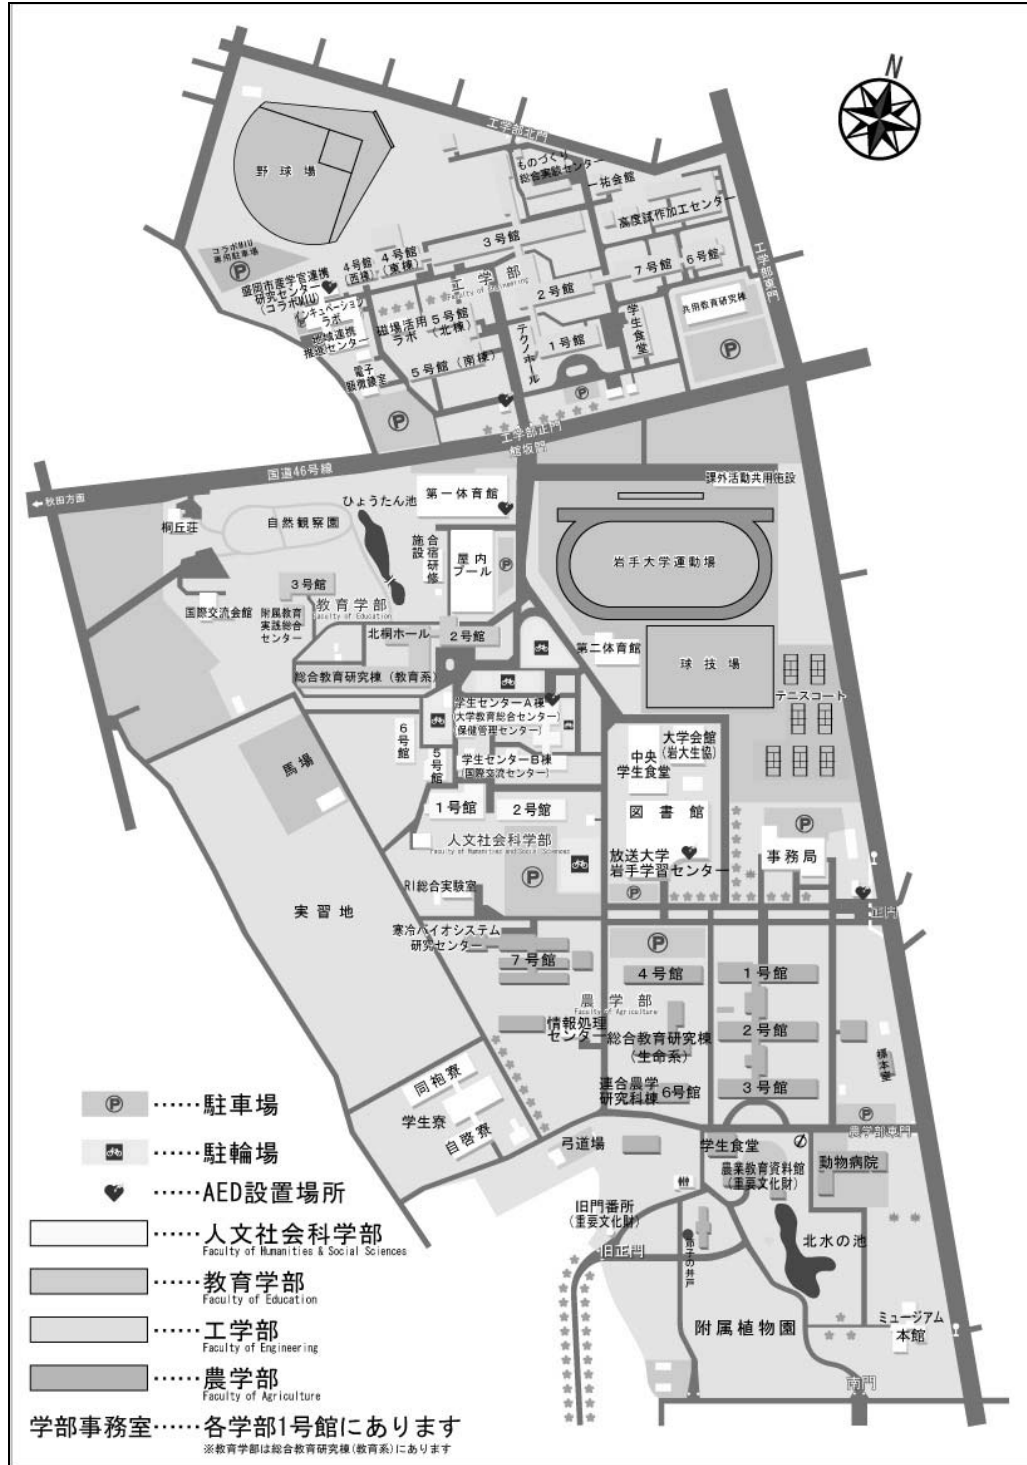 N
工学部北門
野球場
ものづくり
総合実験センター
一祐会館
高度試作加工センター
3号館
4号館
(東棟)
4号館
(西棟)
コラボMIU
専用駐車場
P
盛岡市産学官連携
研究センター
(コラボMIU)
インキュベーション
ラボ
地域連携
推進センター
工学部
Faculty of Engineering
2号館
7号館
6号館
工学部東門
共用教育研究棟
P
磁場活用
ラボ
5号館
(北棟)
5号館(南棟)
テクノホール
1号館
学生食堂
電子
顕微鏡室
P
P
工学部正門
館坂門
国道46号線
←秋田方面
桐丘荘
自然観察園
ひょうたん池
第一体育館
課外活動共用施設
合宿研修
施設
屋内
プール
P
岩手大学運動場
3号館
国際交流会館
附属教育
実践総合
センター
教育学部
Faculty of Education
北桐ホール
2号館
第二体育館
球技場
総合教育研究棟(教育系)
テニスコート
学生センターA棟
(大学教育総合センター)
(保健管理センター)
6号館
5号館
学生センターB棟
(国際交流センター)
大学会館
(岩大生協)
中央
学生食堂
馬場
1号館
2号館
図書館
人文社会科学部
Faculty of Humanities and Social Sciences
P
放送大学
岩手学習センター
P
P
事務局
RI総合実験室
正門
実習地
寒冷バイオシステム
研究センター
7号館
P
4号館
1号館
農学部
Faculty of Agriculture
情報処理
センター
総合教育研究棟
(生命系)
2号館
連合農学
研究科棟
6号館
3号館
P
農学部東門
同袍寮
学生寮
自啓寮
弓道場
学生食堂
農業教育資料館
(重要文化財)
動物病院
旧門番所
(重要文化財)
旧正門
北水の池
附属植物園
ミュージアム
本館
南門
P……駐車場
……駐輪場
……AED設置場所
……人文社会科学部
Faculty of Humanities & Social Sciences
……教育学部
Faculty of Education
……工学部
Faculty of Engineering
……農学部
Faculty of Agriculture
学部事務室……各学部1号館にあります
※教育学部は総合教育研究棟(教育系)にあります